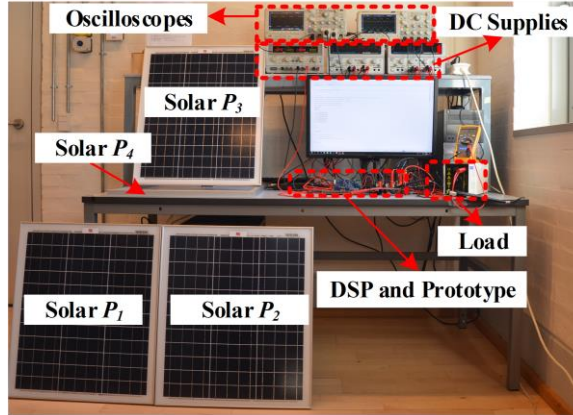 Oscilloscopes
DC Supplies
Solar P3
Solar P4
Load
DSP and Prototype
Solar P1
Solar P2